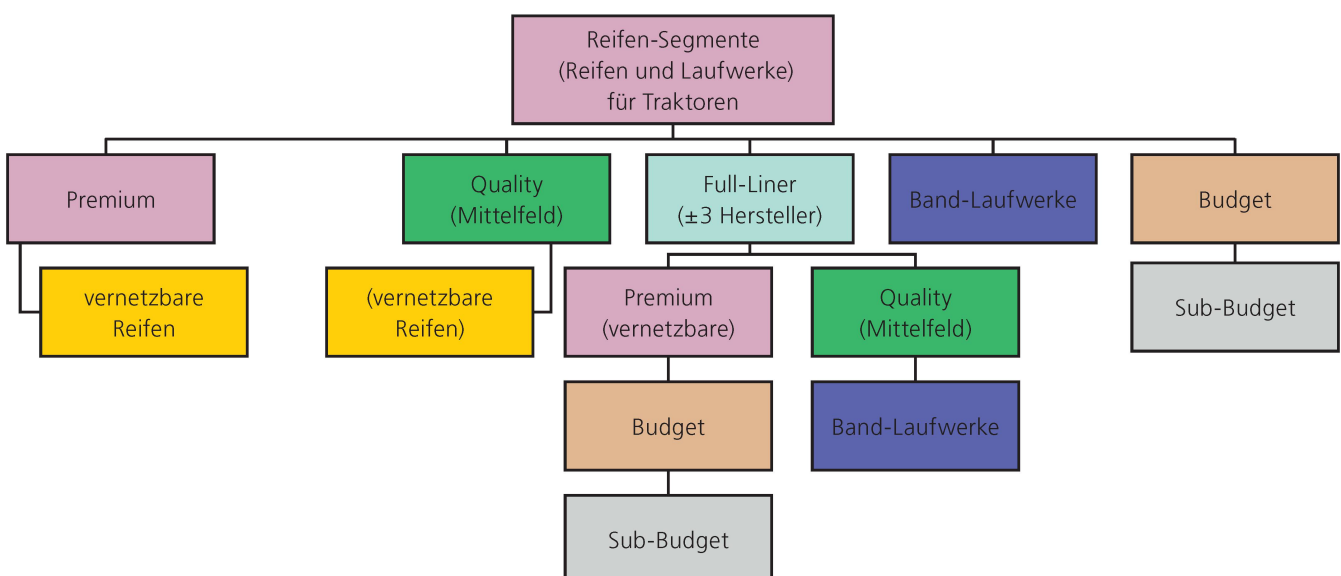 Reifen-Segmente
(Reifen und Laufwerke)
für Traktoren
Premium
Quality
(Mittelfeld)
Full-Liner
(±3 Hersteller)
Band-Laufwerke
Budget
vernetzbare
Reifen
(vernetzbare
Reifen)
Premium
(vernetzbare)
Quality
(Mittelfeld)
Sub-Budget
Budget
Band-Laufwerke
Sub-Budget